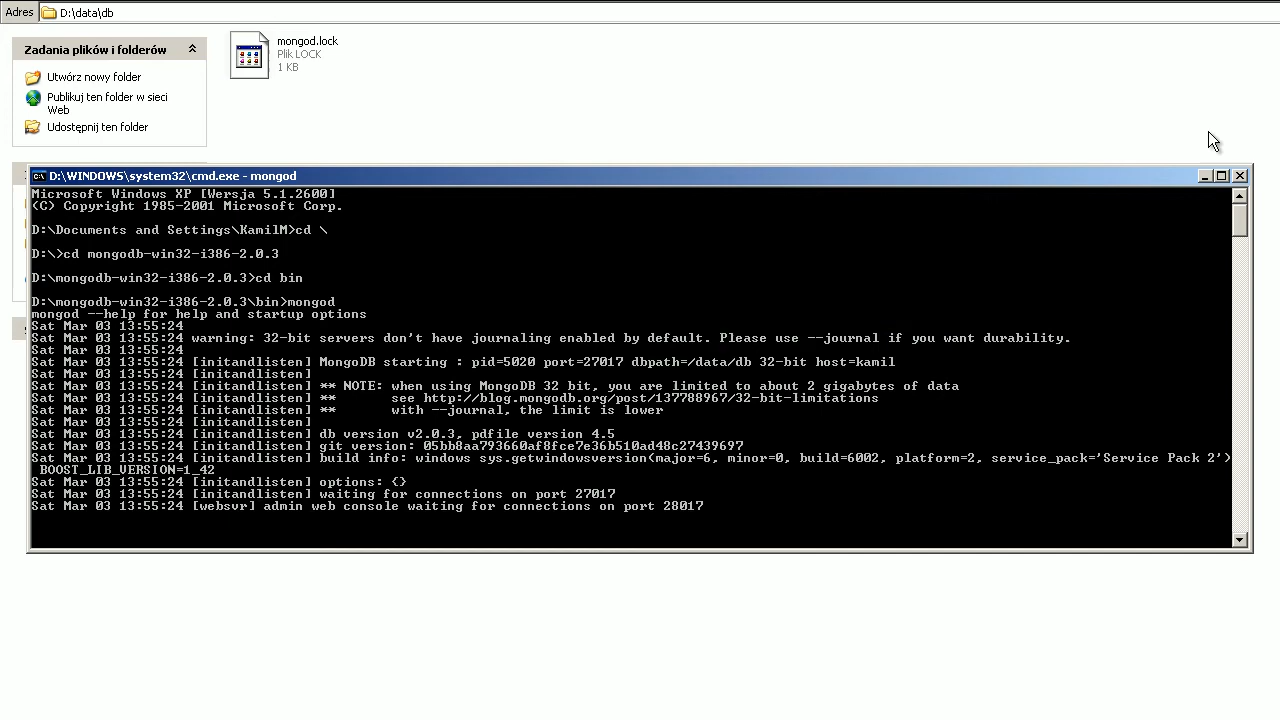 Adres D:\data\db
Zadania plików i folderów
Utwórz nowy folder
Publikuj ten folder w sieci
Web
Udostępnij ten folder
mongod.lock
Plik LOCK
1 KB
D:\WINDOWS\system32\cmd.exe - mongod
Microsoft Windows XP [Wersja 5.1.2600]
(C) Copyright 1985-2001 Microsoft Corp.
D:\Documents and Settings\KamilM>cd \
D:\>cd mongodb-win32-i386-2.0.3
D:\mongodb-win32-i386-2.0.3>cd bin
D:\mongodb-win32-i386-2.0.3\bin>mongod
mongod --help for help and startup options
Sat Mar 03 13:55:24
Sat Mar 03 13:55:24 warning: 32-bit servers don't have journaling enabled by default. Please use --journal if you want durability.
Sat Mar 03 13:55:24
Sat Mar 03 13:55:24 [initandlisten] MongoDB starting : pid=5020 port=27017 dbpath=/data/db 32-bit host=kamil
Sat Mar 03 13:55:24 [initandlisten]
Sat Mar 03 13:55:24 [initandlisten] ** NOTE: when using MongoDB 32 bit, you are limited to about 2 gigabytes of data
Sat Mar 03 13:55:24 [initandlisten] **       see http://blog.mongodb.org/post/137788967/32-bit-limitations
Sat Mar 03 13:55:24 [initandlisten] **       with --journal, the limit is lower
Sat Mar 03 13:55:24 [initandlisten]
Sat Mar 03 13:55:24 [initandlisten] db version v2.0.3, pdfile version 4.5
Sat Mar 03 13:55:24 [initandlisten] git version: 05bb8aa793660af8fce7e36b510ad48c27439697
Sat Mar 03 13:55:24 [initandlisten] build info: windows sys.getwindowsversion(major=6, minor=0, build=6002, platform=2, service_pack='Service Pack 2')
BOOST_LIB_VERSION=1_42
Sat Mar 03 13:55:24 [initandlisten] options: {}
Sat Mar 03 13:55:24 [initandlisten] waiting for connections on port 27017
Sat Mar 03 13:55:24 [websvr] admin web console waiting for connections on port 28017